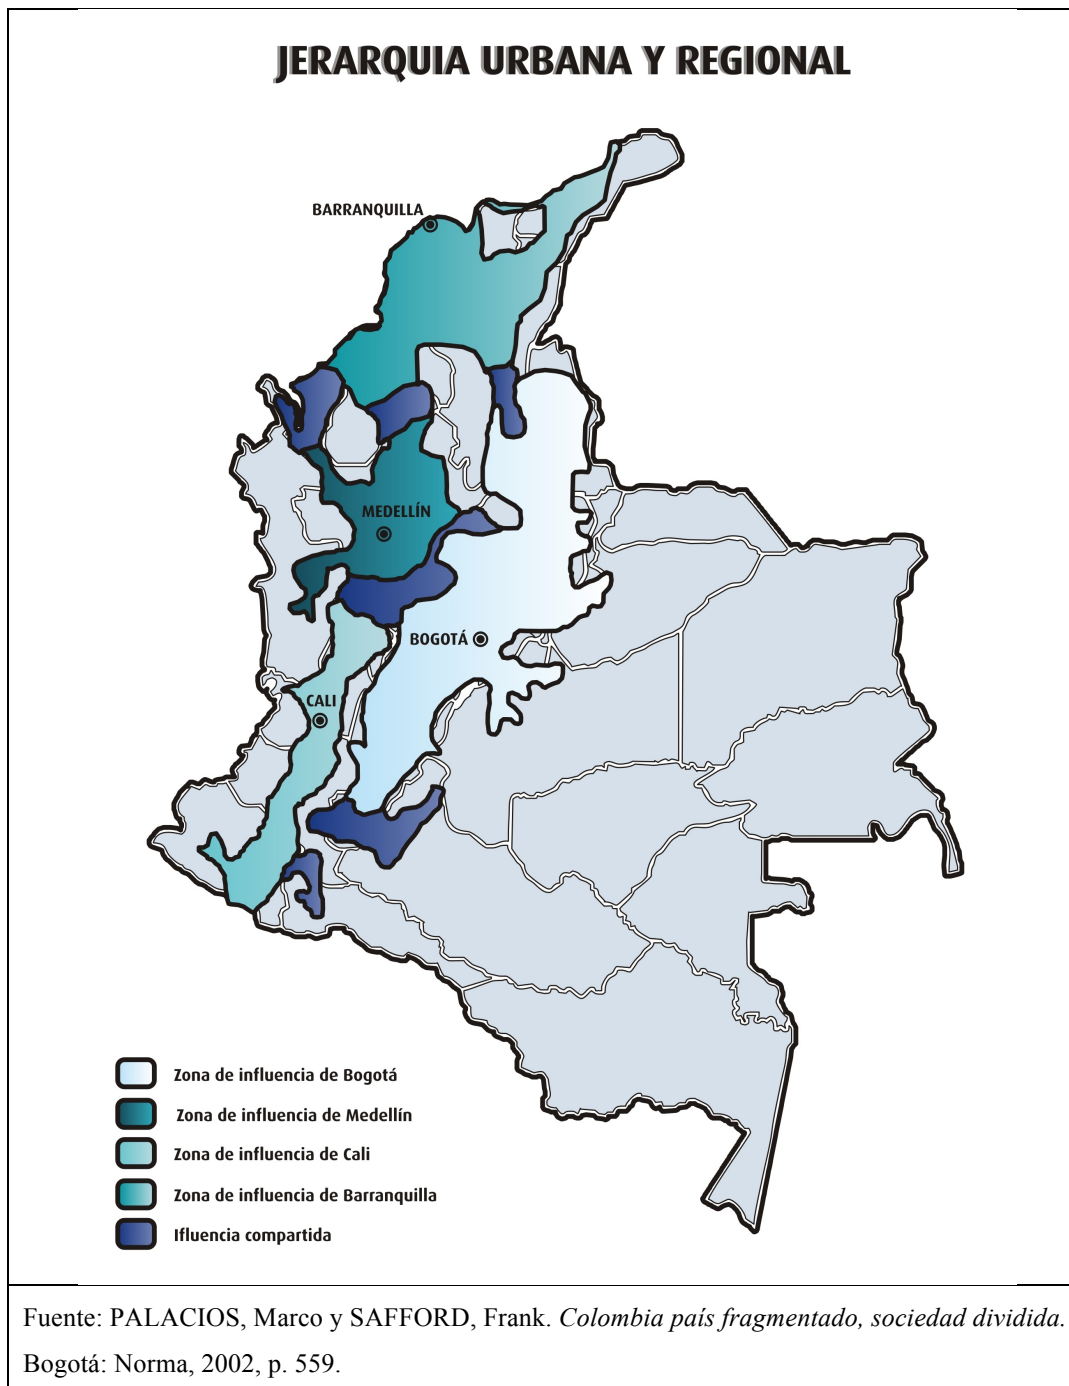 JERARQUIA URBANA Y REGIONAL
BARRANQUILLA
MEDELLÍN
BOGOTÁ
CALI
Zona de influencia de Bogotá
Zona de influencia de Medellín
Zona de influencia de Cali
Zona de influencia de Barranquilla
Ifluencia compartida
Fuente: PALACIOS, Marco y SAFFORD, Frank. Colombia país fragmentado, sociedad dividida.
Bogotá: Norma, 2002, p. 559.